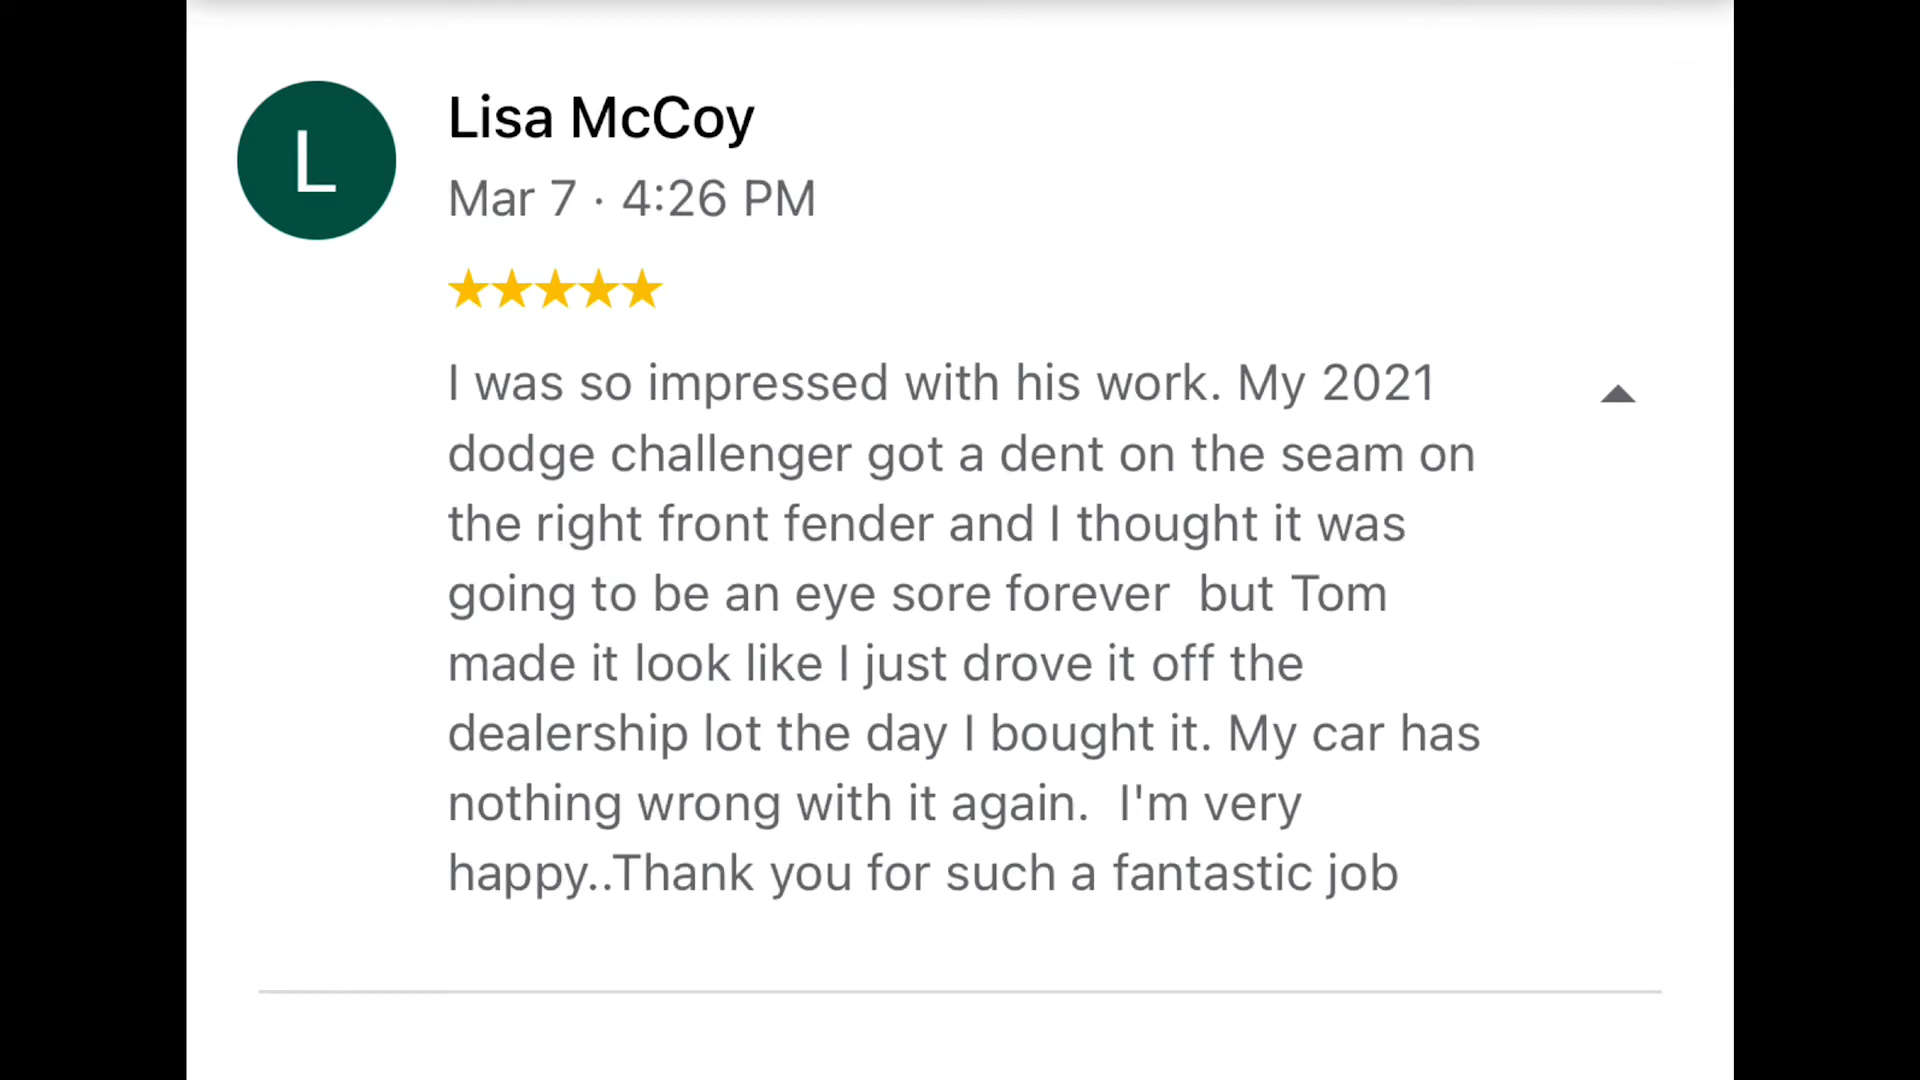 L
Lisa McCoy
Mar 7 · 4:26 PM
★★★★★
I was so impressed with his work. My 2021
dodge challenger got a dent on the seam on
the right front fender and I thought it was
going to be an eye sore forever  but Tom
made it look like I just drove it off the
dealership lot the day I bought it. My car has
nothing wrong with it again.  I'm very
happy..Thank you for such a fantastic job